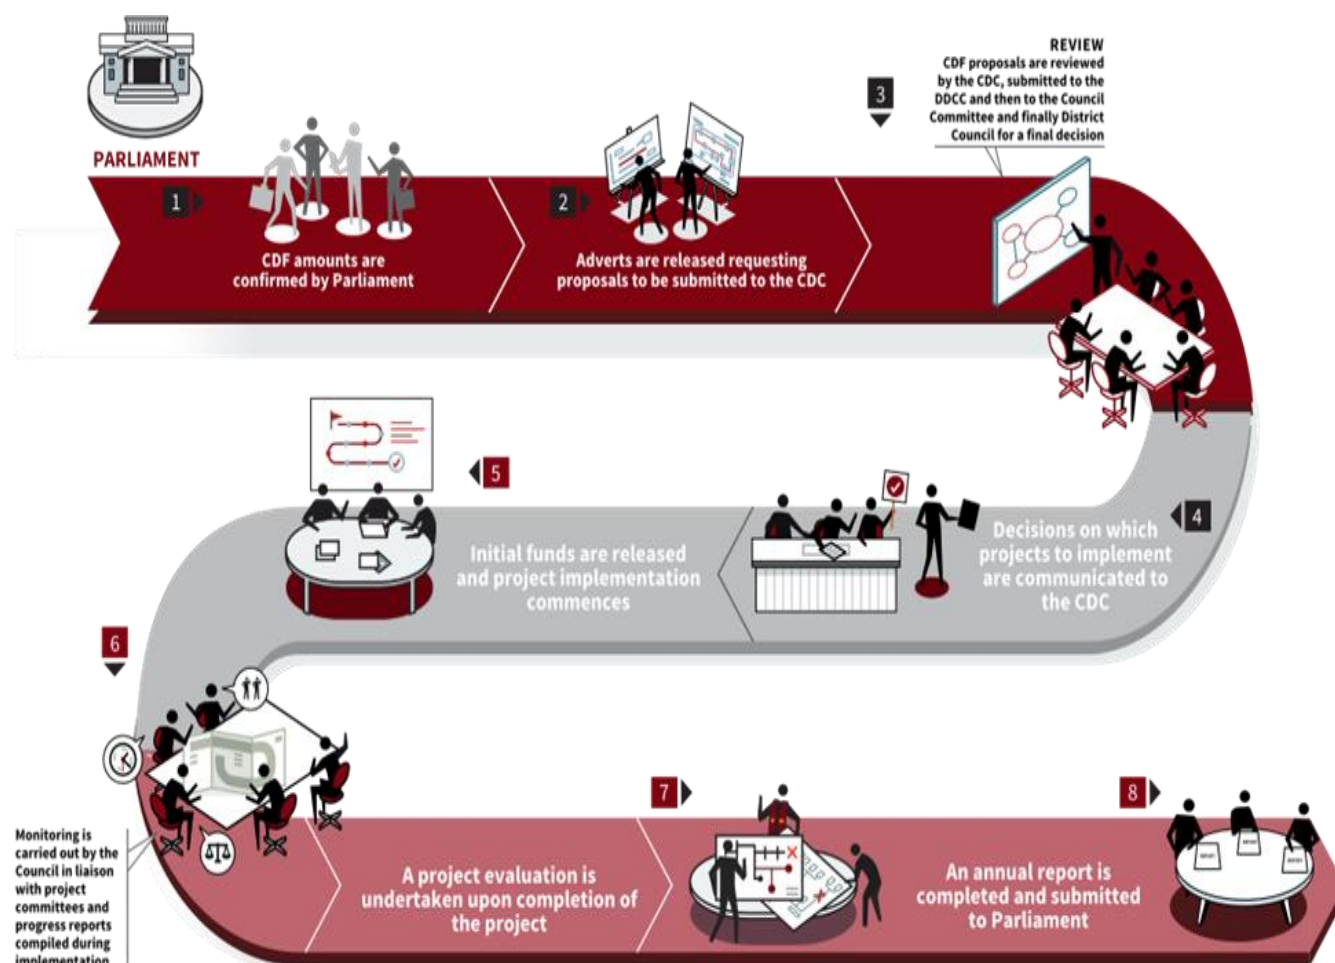 PARLIAMENT
1
CDF amounts are
confirmed by Parliament
2
Adverts are released requesting
proposals to be submitted to the CDC
3
REVIEW
CDF proposals are reviewed
by the CDC, submitted to the
DDCC and then to the Council
Committee and finally District
Council for a final decision
4
Decisions on which
projects to implement
are communicated to
the CDC
5
Initial funds are released
and project implementation
commences
6
Monitoring is
carried out by the
Council in liaison
with project
committees and
progress reports
compiled during
implementation
7
A project evaluation is
undertaken upon completion of
the project
8
An annual report is
completed and submitted
to Parliament
REPORT
REPORT
REPORT